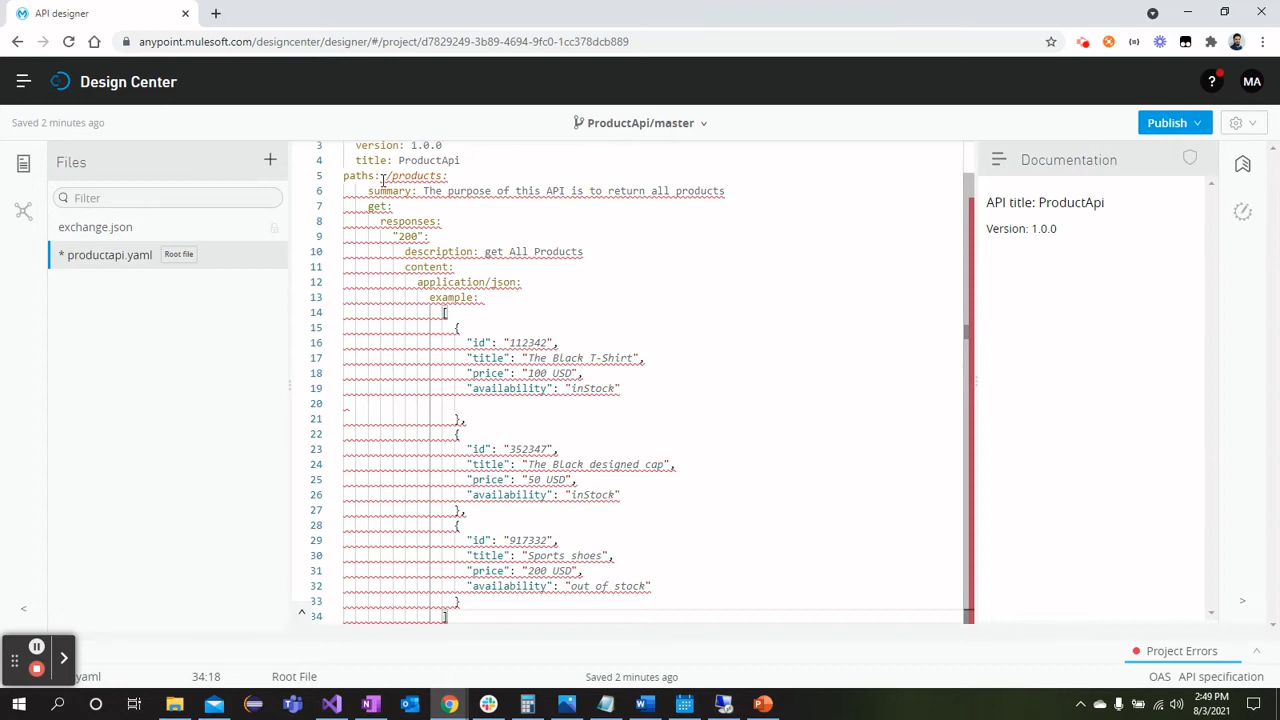 API designer
anypoint.mulesoft.com/designcenter/designer/#/project/d7829249-3b89-4694-9fc0-1cc378dcb889
Design Center
?
MA
Saved 2 minutes ago
ProductApi/master
Publish
Files
Filter
exchange.json
* productapi.yaml
Root file
3 version: 1.0.0
4 title: ProductApi
5 paths: /products:
6 summary: The purpose of this API is to return all products
7 get:
8 responses:
9 "200":
10 description: get All Products
11 content:
12 application/json:
13 example:
14 [
15 {
16 "id": "112342",
17 "title": "The Black T-Shirt",
18 "price": "100 USD",
19 "availability": "inStock"
20
21 },
22 {
23 "id": "352347",
24 "title": "The Black designed cap",
25 "price": "50 USD",
26 "availability": "inStock"
27 },
28 {
29 "id": "917332",
30 "title": "Sports shoes",
31 "price": "200 USD",
32 "availability": "out of stock"
33 }
34 ]
Documentation
API title: ProductApi
Version: 1.0.0
Project Errors
yaml
34:18
Root File
Saved 2 minutes ago
OAS
API specification
2:49 PM
8/3/2021